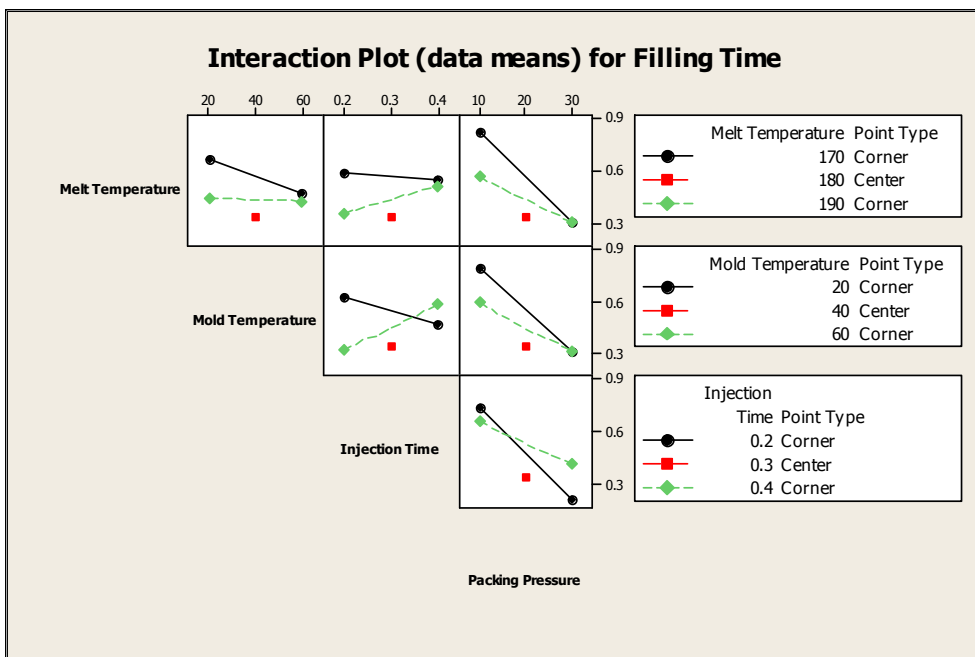 Interaction Plot (data means) for Filling Time
20 40 60 0.2 0.3 0.4 10 20 30
Melt Temperature
0.9
0.6
0.3
Melt Temperature Point Type
170 Corner
180 Center
190 Corner
Mold Temperature
0.9
0.6
0.3
Mold Temperature Point Type
20 Corner
40 Center
60 Corner
Injection Time
0.9
0.6
0.3
Injection
Time Point Type
0.2 Corner
0.3 Center
0.4 Corner
Packing Pressure